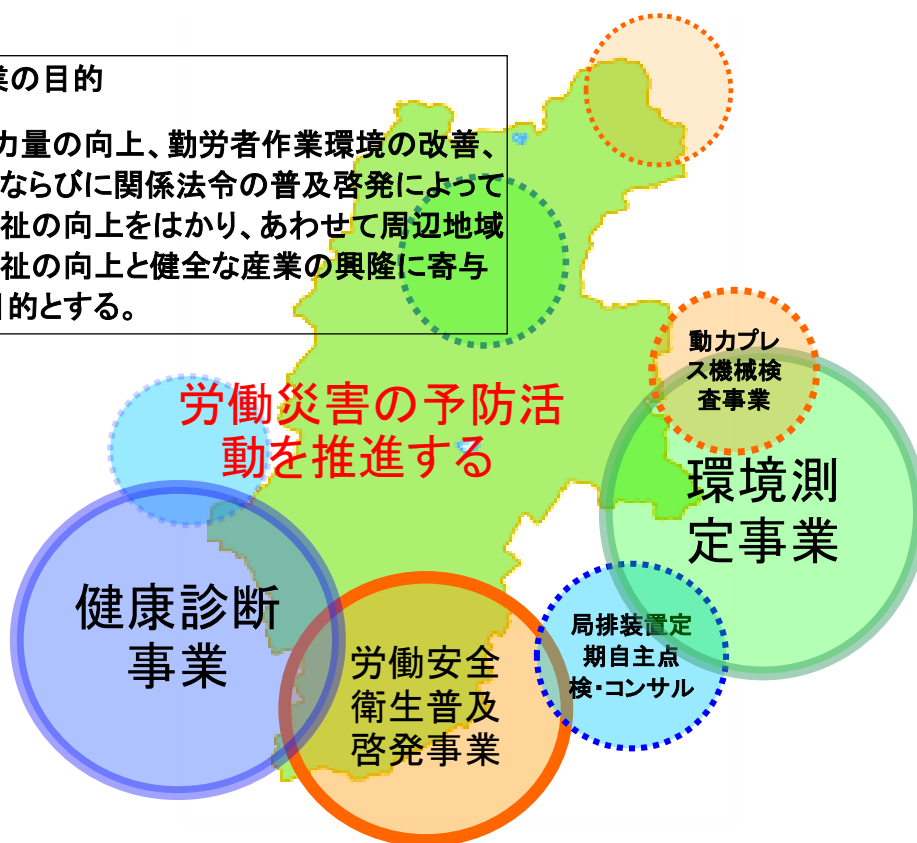 業の目的
力量の向上、勤労者作業環境の改善、
ならびに関係法令の普及啓発によって
祉の向上をはかり、あわせて周辺地域
祉の向上と健全な産業の興隆に寄与
目的とする。
労働災害の予防活
動を推進する
動力プレ
ス機械検
査事業
環境測
定事業
健康診断
事業
労働安全
衛生普及
啓発事業
局排装置定
期自主点
検・コンサル